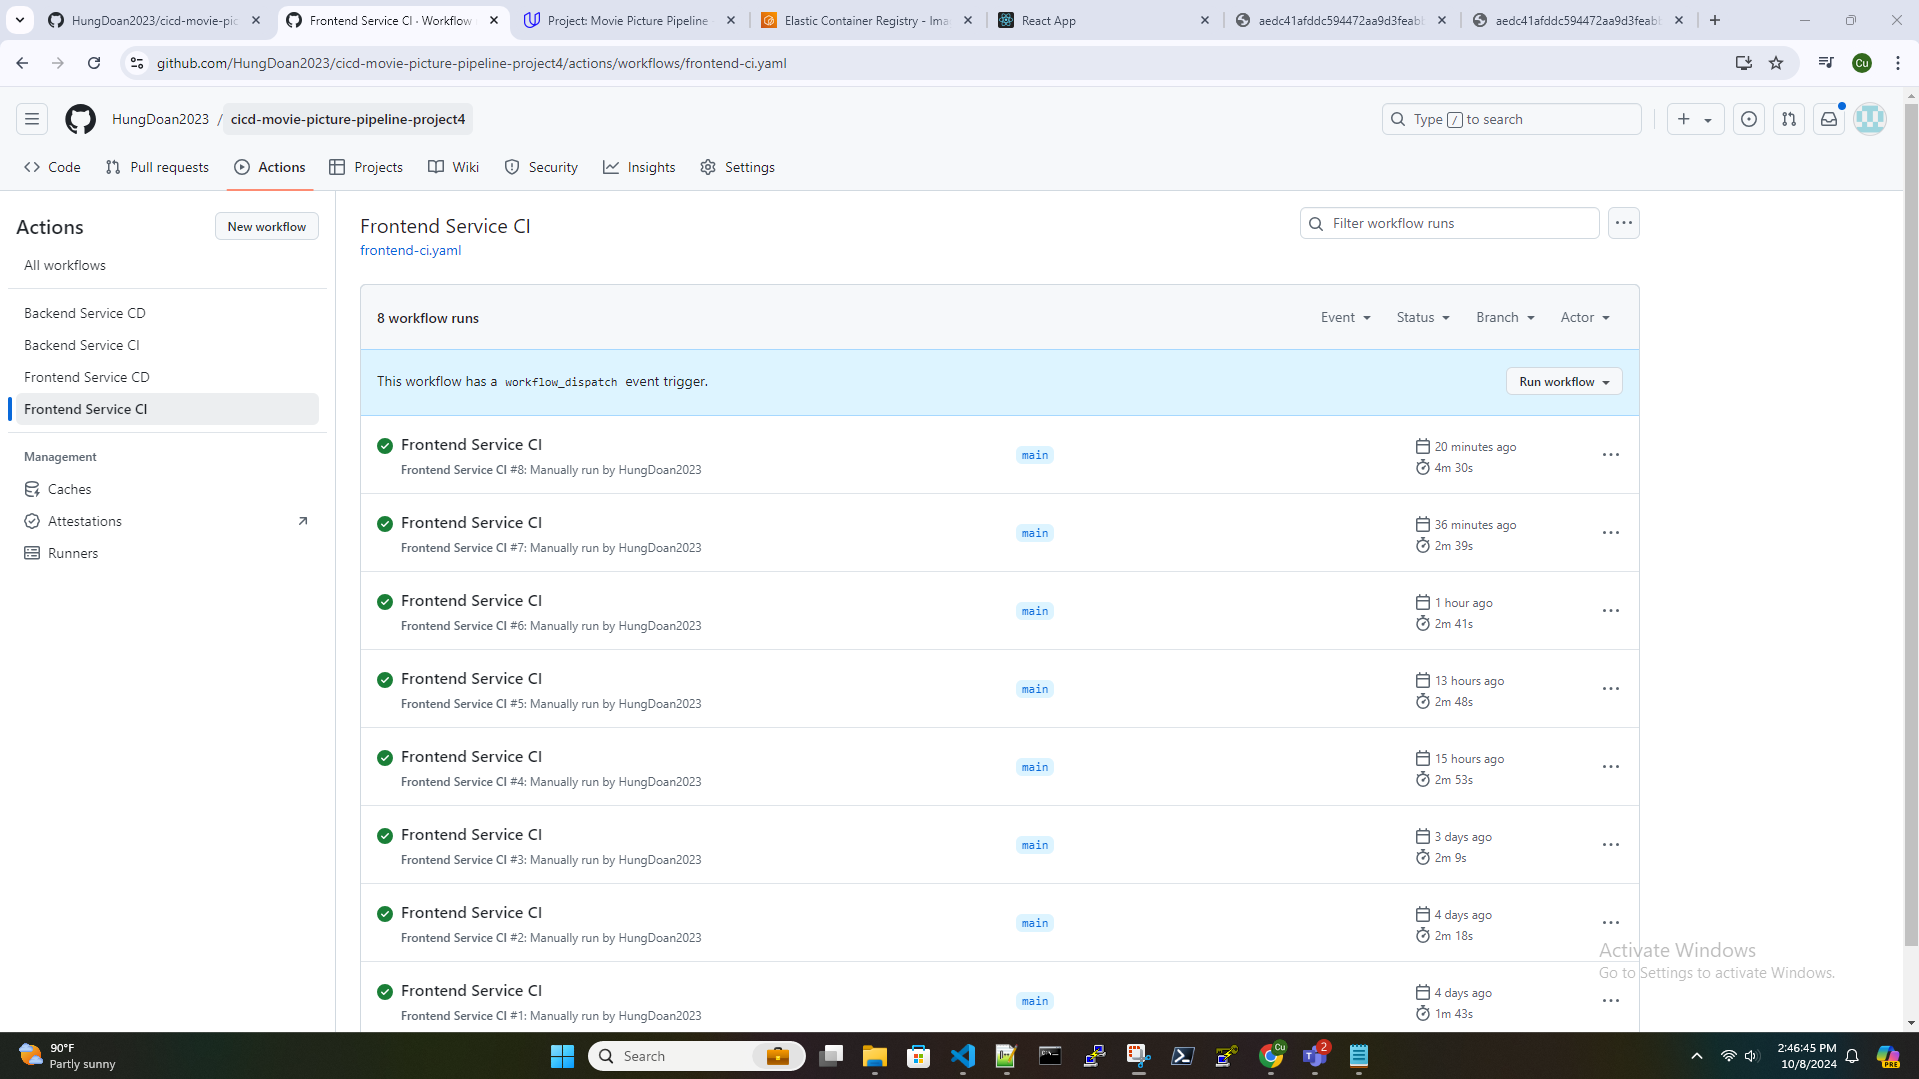 HungDoan2023/cicd-movie-pic
Frontend Service CI · Workflow
Project: Movie Picture Pipeline
Elastic Container Registry - Ima
React App
aedc41afddc594472aa9d3feabb
aedc41afddc594472aa9d3feabb
github.com/HungDoan2023/cicd-movie-picture-pipeline-project4/actions/workflows/frontend-ci.yaml
Cu
HungDoan2023 / cicd-movie-picture-pipeline-project4
Type / to search
Code
Pull requests
Actions
Projects
Wiki
Security
Insights
Settings
Actions
New workflow
All workflows
Backend Service CD
Backend Service CI
Frontend Service CD
Frontend Service CI
Management
Caches
Attestations
Runners
Frontend Service CI
frontend-ci.yaml
Filter workflow runs
8 workflow runs
Event
Status
Branch
Actor
This workflow has a workflow_dispatch event trigger.
Run workflow
Frontend Service CI
Frontend Service CI #8: Manually run by HungDoan2023
main
20 minutes ago
4m 30s
Frontend Service CI
Frontend Service CI #7: Manually run by HungDoan2023
main
36 minutes ago
2m 39s
Frontend Service CI
Frontend Service CI #6: Manually run by HungDoan2023
main
1 hour ago
2m 41s
Frontend Service CI
Frontend Service CI #5: Manually run by HungDoan2023
main
13 hours ago
2m 48s
Frontend Service CI
Frontend Service CI #4: Manually run by HungDoan2023
main
15 hours ago
2m 53s
Frontend Service CI
Frontend Service CI #3: Manually run by HungDoan2023
main
3 days ago
2m 9s
Frontend Service CI
Frontend Service CI #2: Manually run by HungDoan2023
main
4 days ago
2m 18s
Frontend Service CI
Frontend Service CI #1: Manually run by HungDoan2023
main
4 days ago
1m 43s
Activate Windows
Go to Settings to activate Windows.
90°F
Partly sunny
Search
Cu
2
2:46:45 PM
10/8/2024
PRE